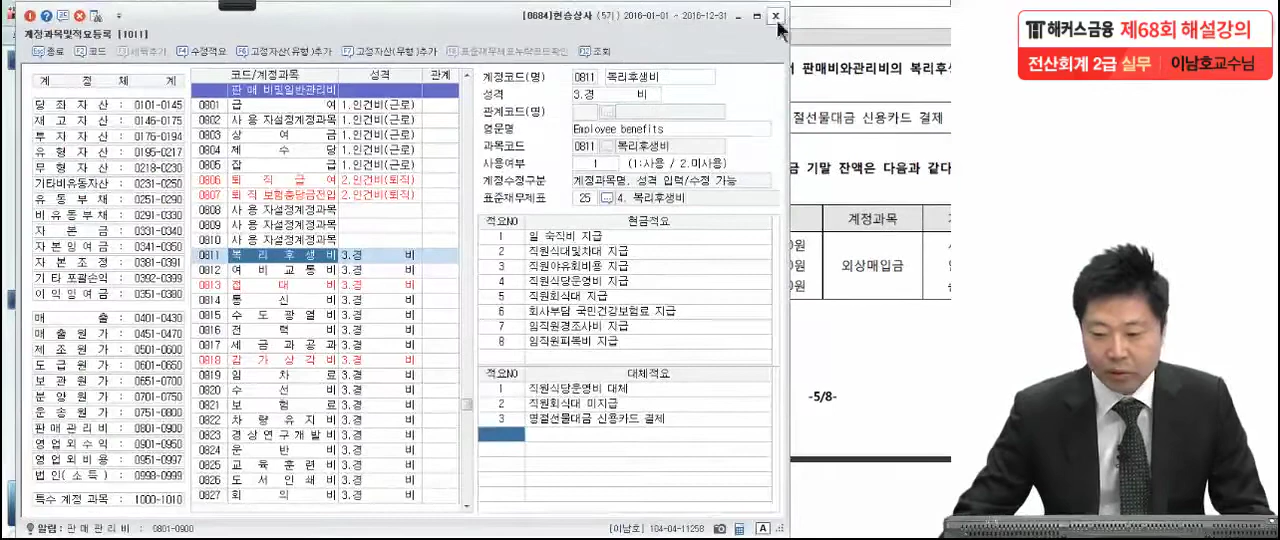 [0684]현승상사 (5기) 2016-01-01 ~ 2016-12-31
계정과목및적요등록 [1011]
Esc종료 F2코드 F3세목추가 F4수정적요 F6고정자산(유형)추가 F7고정자산(무형)추가 F8표준재무제표누락코드확인 F12조회
계 정 체 계
당 좌 자 산 : 0101-0145
재 고 자 산 : 0146-0175
투 자 자 산 : 0176-0194
유 형 자 산 : 0195-0217
무 형 자 산 : 0218-0230
기타비유동자산 : 0231-0250
유 동 부 채 : 0251-0290
비 유 동 부 채 : 0291-0330
자 본 금 : 0331-0340
자 본 잉 여 금 : 0341-0350
자 본 조 정 : 0381-0391
기 타 포괄손익 : 0392-0399
이 익 잉 여 금 : 0351-0380
매 출 : 0401-0430
매 출 원 가 : 0451-0470
제 조 원 가 : 0501-0600
도 급 원 가 : 0601-0650
보 관 원 가 : 0651-0700
분 양 원 가 : 0701-0750
운 송 원 가 : 0751-0800
판 매 관 리 비 : 0801-0900
영 업 외 수 익 : 0901-0950
영 업 외 비 용 : 0951-0997
법 인 ( 소 득 ) : 0998-0999
특수 계정 과목 : 1000-1010
코드/계정과목 성격 관계
판 매 비및일반관리비
0801 급 여 1.인건비(근로)
0802 사 용 자설정계정과목 1.인건비(근로)
0803 상 여 금 1.인건비(근로)
0804 제 수 당 1.인건비(근로)
0805 잡 급 1.인건비(근로)
0806 퇴 직 급 여 2.인건비(퇴직)
0807 퇴 직 보험충당금전입 2.인건비(퇴직)
0808 사 용 자설정계정과목
0809 사 용 자설정계정과목
0810 사 용 자설정계정과목
0811 복 리 후 생 비 3.경 비
0812 여 비 교 통 비 3.경 비
0813 접 대 비 3.경 비
0814 통 신 비 3.경 비
0815 수 도 광 열 비 3.경 비
0816 전 력 비 3.경 비
0817 세 금 과 공 과 3.경 비
0818 감 가 상 각 비 3.경 비
0819 임 차 료 3.경 비
0820 수 선 비 3.경 비
0821 보 험 료 3.경 비
0822 차 량 유 지 비 3.경 비
0823 경 상 연 구 개 발 비 3.경 비
0824 운 반 비 3.경 비
0825 교 육 훈 련 비 3.경 비
0826 도 서 인 쇄 비 3.경 비
0827 회 의 비 3.경 비
계정코드(명) 0811 복리후생비
성격 3.경 비
관계코드(명)
영문명 Employee benefits
과목코드 0811 복리후생비
사용여부 1 (1:사용 / 2.미사용)
계정수정구분 계정과목명, 성격 입력/수정 가능
표준재무제표 25 4. 복리후생비
적요NO 현금적요
1 일 숙직비 지급
2 직원식대및차대 지급
3 직원야유회비용 지급
4 직원식당운영비 지급
5 직원회식대 지급
6 회사부담 국민건강보험료 지급
7 임직원경조사비 지급
8 임직원피복비 지급
적요NO 대체적요
1 직원식당운영비 대체
2 직원회식대 미지급
3 명절선물대금 신용카드 결제
알림: 판 매 관 리 비 : 0801-0900
[이남호] 104-04-11258 A
판매비와관리비의 복리후생
절선물대금 신용카드 결제
금 기말 잔액은 다음과 같다
계정과목
외상매입금
-5/8-
해커스금융 제68회 해설강의
전산회계 2급 실무 이남호교수님